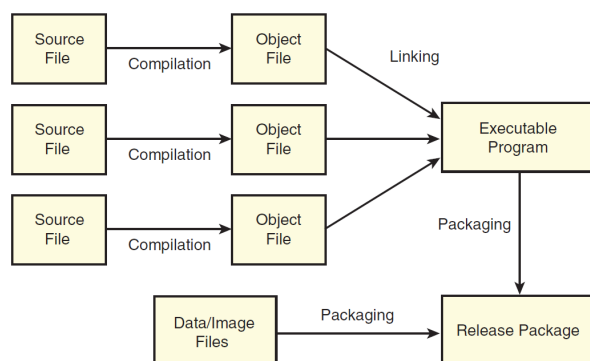 Source
File
Compilation
Object
File
Linking
Source
File
Compilation
Object
File
Executable
Program
Source
File
Compilation
Object
File
Packaging
Data/Image
Files
Packaging
Release Package